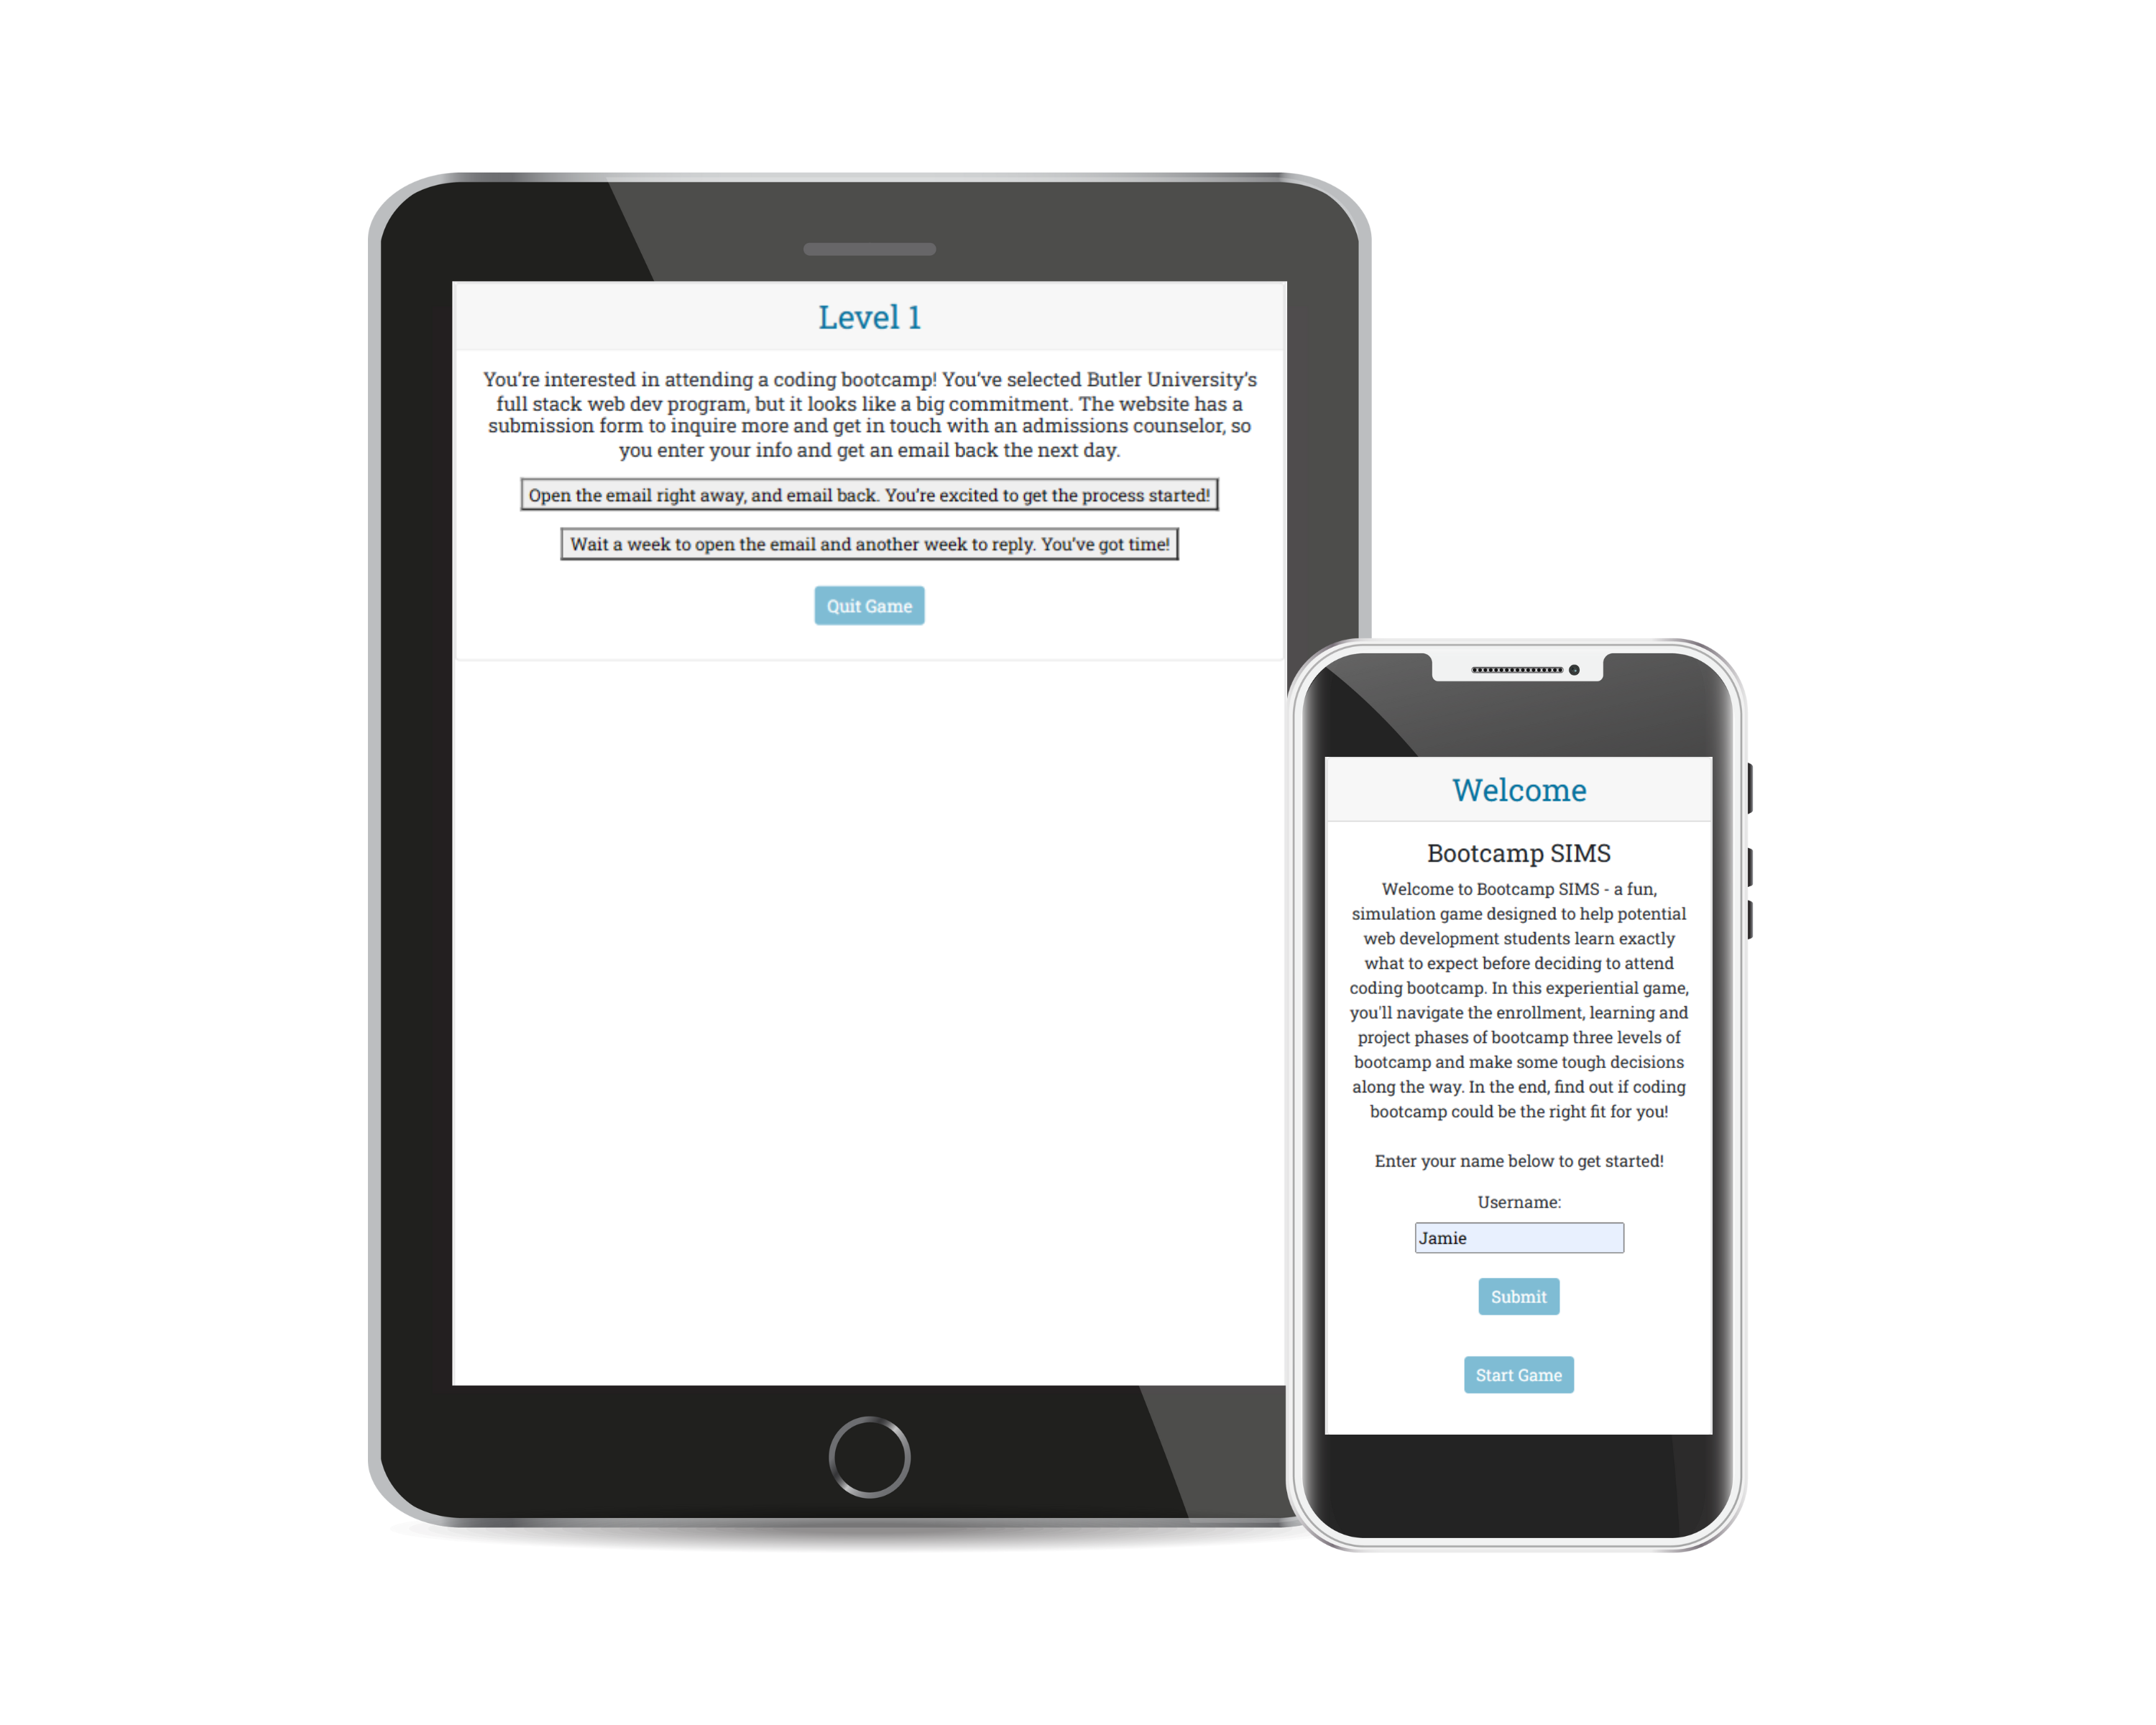 Level 1
You’re interested in attending a coding bootcamp! You’ve selected Butler University’s
full stack web dev program, but it looks like a big commitment. The website has a
submission form to inquire more and get in touch with an admissions counselor, so
you enter your info and get an email back the next day.
Open the email right away, and email back. You’re excited to get the process started!
Wait a week to open the email and another week to reply. You’ve got time!
Quit Game
Welcome
Bootcamp SIMS
Welcome to Bootcamp SIMS - a fun,
simulation game designed to help potential
web development students learn exactly
what to expect before deciding to attend
coding bootcamp. In this experiential game,
you'll navigate the enrollment, learning and
project phases of bootcamp three levels of
bootcamp and make some tough decisions
along the way. In the end, find out if coding
bootcamp could be the right fit for you!
Enter your name below to get started!
Username:
Jamie
Submit
Start Game